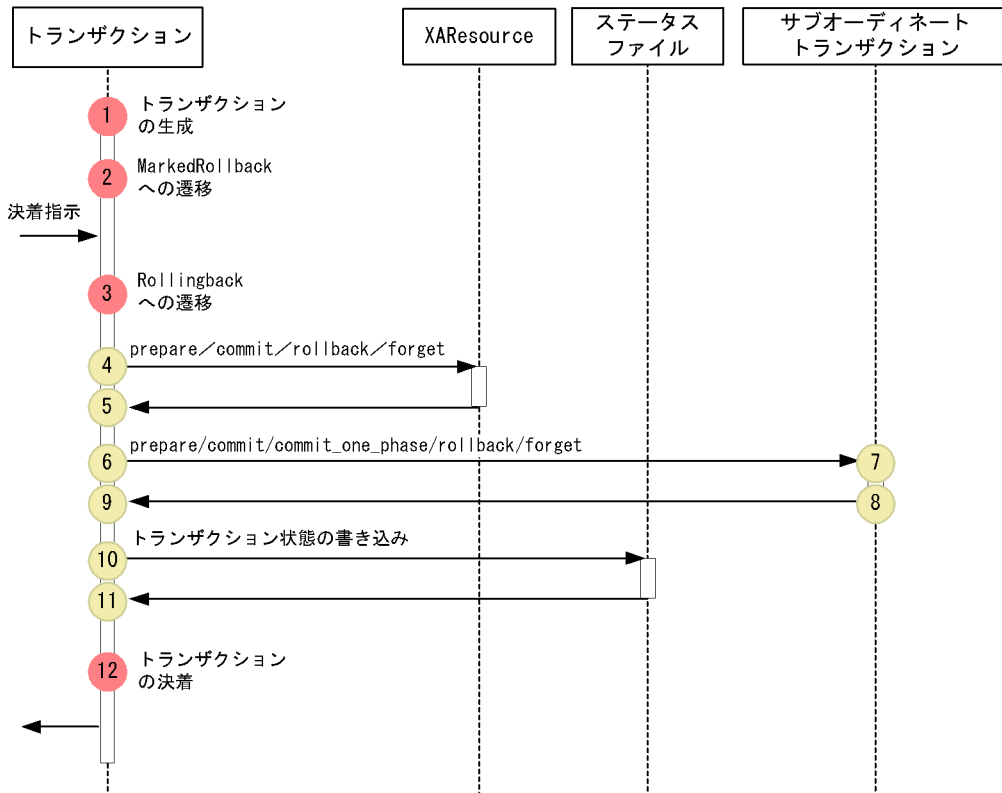 トランザクション
XAResource
ステータス
ファイル
サブオーディネート
トランザクション
1
トランザクション
の生成
2
MarkedRollback
への遷移
決着指示
3
Rollingback
への遷移
4
prepare／commit／rollback／forget
5
6
prepare/commit/commit_one_phase/rollback/forget
7
9
8
10
トランザクション状態の書き込み
11
12
トランザクション
の決着